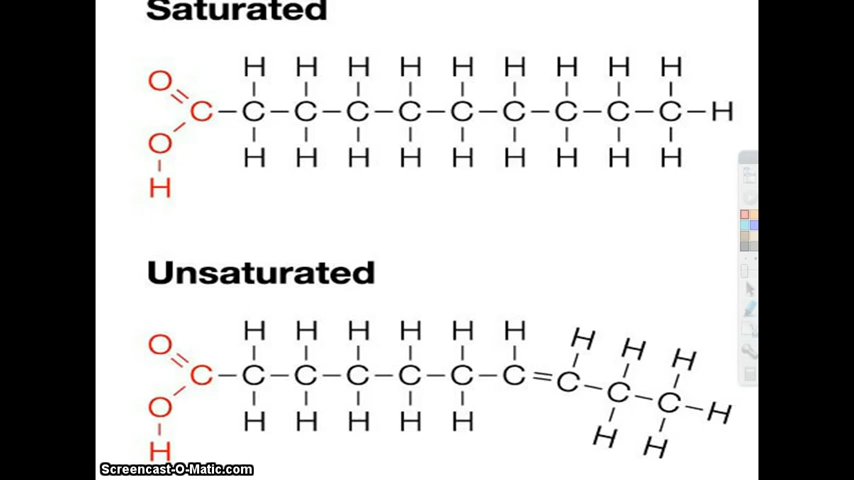 Saturated
H H H H H H H H H
O
C – C – C – C – C – C – C – C – C – C – H
O
H H H H H H H H H
H
Unsaturated
H H H H H H H H H
O
C – C – C – C – C – C – C = C – C – C – H
O
H H H H H H H
H
Screencast-O-Matic.com